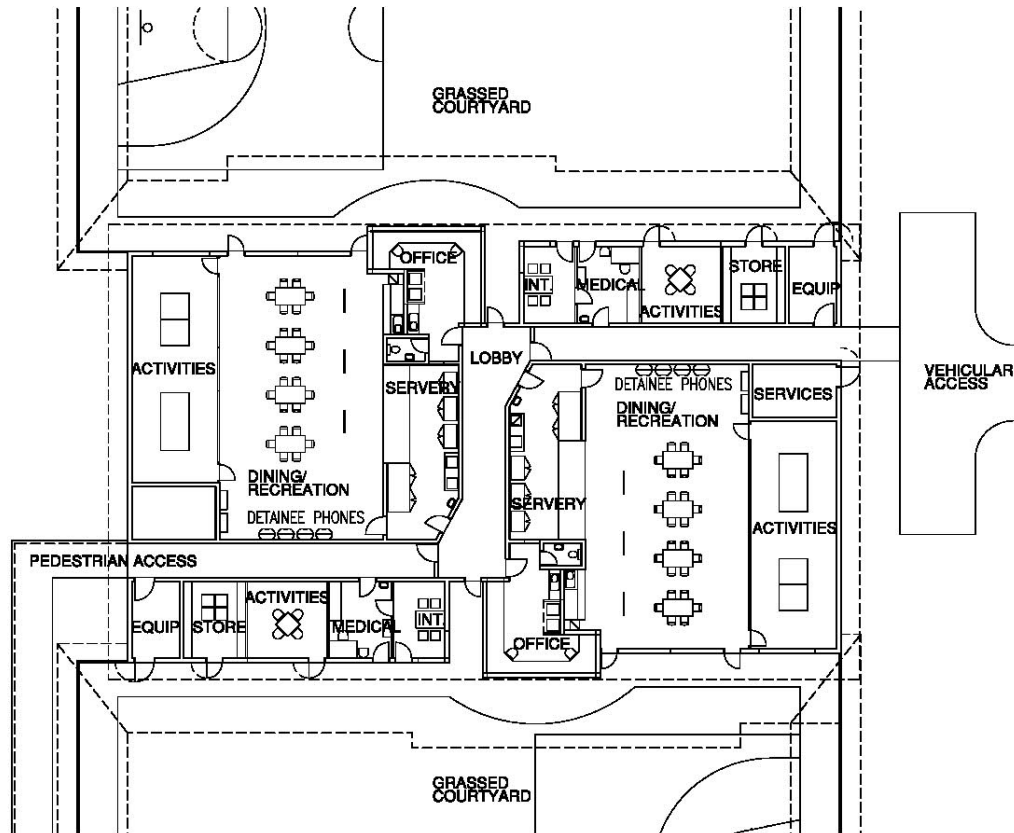 GRASSED
COURTYARD
OFFICE
INT.
MEDICAL
ACTIVITIES
STORE
EQUIP
LOBBY
ACTIVITIES
SERVERY
DETAINEE PHONES
DINING/
RECREATION
SERVICES
VEHICULAR
ACCESS
DINING/
RECREATION
DETAINEE PHONES
SERVERY
ACTIVITIES
PEDESTRIAN ACCESS
EQUIP
STORE
ACTIVITIES
MEDICAL
INT.
OFFICE
GRASSED
COURTYARD